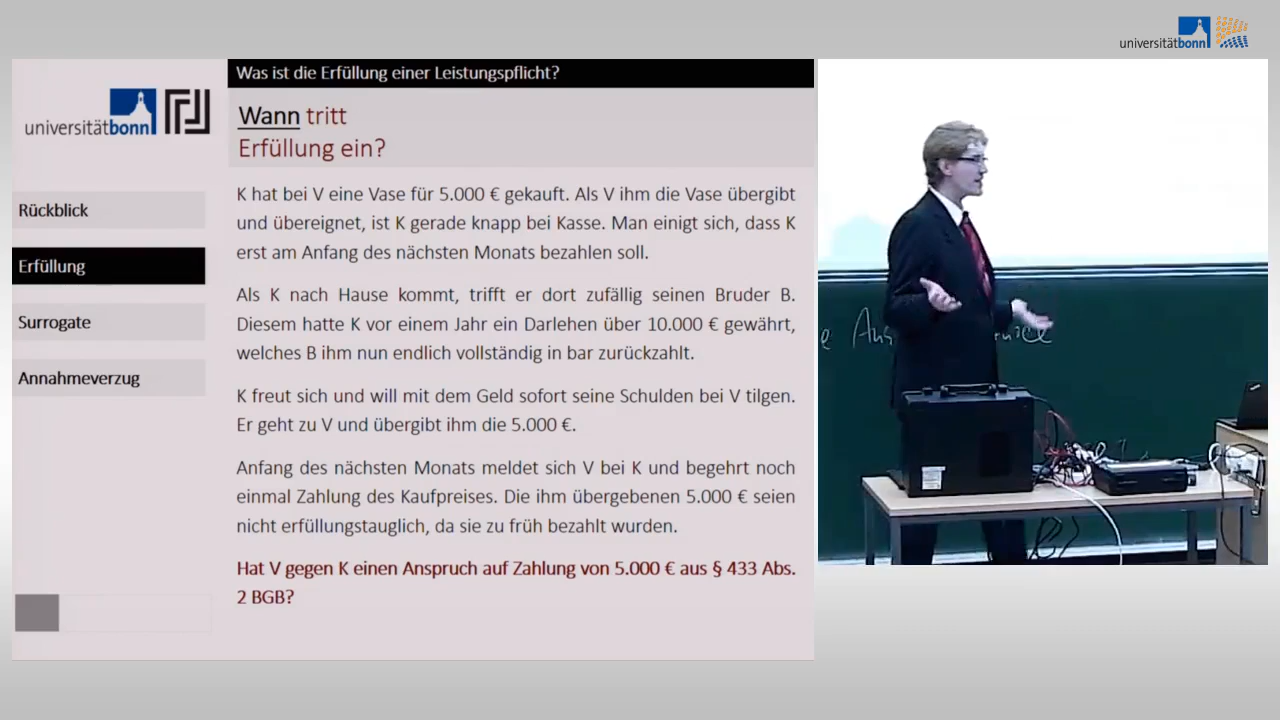 universitätbonn
Was ist die Erfüllung einer Leistungspflicht?
universitätbonn
Wann tritt
Erfüllung ein?
Rückblick
Erfüllung
Surrogate
Annahmeverzug
K hat bei V eine Vase für 5.000 € gekauft. Als V ihm die Vase übergibt
und übereignet, ist K gerade knapp bei Kasse. Man einigt sich, dass K
erst am Anfang des nächsten Monats bezahlen soll.
Als K nach Hause kommt, trifft er dort zufällig seinen Bruder B.
Diesem hatte K vor einem Jahr ein Darlehen über 10.000 € gewährt,
welches B ihm nun endlich vollständig in bar zurückzahlt.
K freut sich und will mit dem Geld sofort seine Schulden bei V tilgen.
Er geht zu V und übergibt ihm die 5.000 €.
Anfang des nächsten Monats meldet sich V bei K und begehrt noch
einmal Zahlung des Kaufpreises. Die ihm übergebenen 5.000 € seien
nicht erfüllungstauglich, da sie zu früh bezahlt wurden.
Hat V gegen K einen Anspruch auf Zahlung von 5.000 € aus § 433 Abs.
2 BGB?